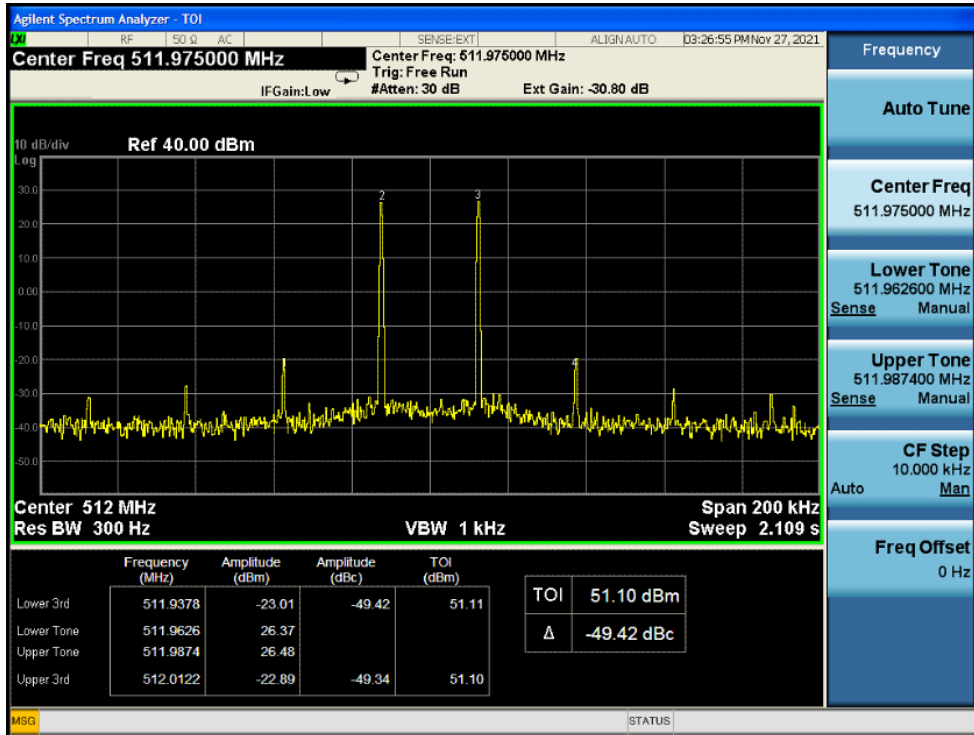 Agilent Spectrum Analyzer - TOI
LXI RF 50 Ω AC SENSE:EXT ALIGN AUTO 03:26:55 PM Nov 27, 2021
Center Freq 511.975000 MHz
Center Freq: 511.975000 MHz
Trig: Free Run
IFGain:Low #Atten: 30 dB Ext Gain: -30.80 dB
10 dB/div Ref 40.00 dBm
Log
30.0
20.0
10.0
0.00
-10.0
-20.0
-30.0
-40.0
-50.0
2 3
4
Center 512 MHz Span 200 kHz
Res BW 300 Hz VBW 1 kHz Sweep 2.109 s
Frequency (MHz) Amplitude (dBm) Amplitude (dBc) TOI (dBm)
Lower 3rd 511.9378 -23.01 -49.42 51.11
Lower Tone 511.9626 26.37
Upper Tone 511.9874 26.48
Upper 3rd 512.0122 -22.89 -49.34 51.10
TOI 51.10 dBm
Δ -49.42 dBc
Frequency
Auto Tune
Center Freq
511.975000 MHz
Lower Tone
511.962600 MHz
Sense Manual
Upper Tone
511.987400 MHz
Sense Manual
CF Step
10.000 kHz
Auto Man
Freq Offset
0 Hz
MSG STATUS